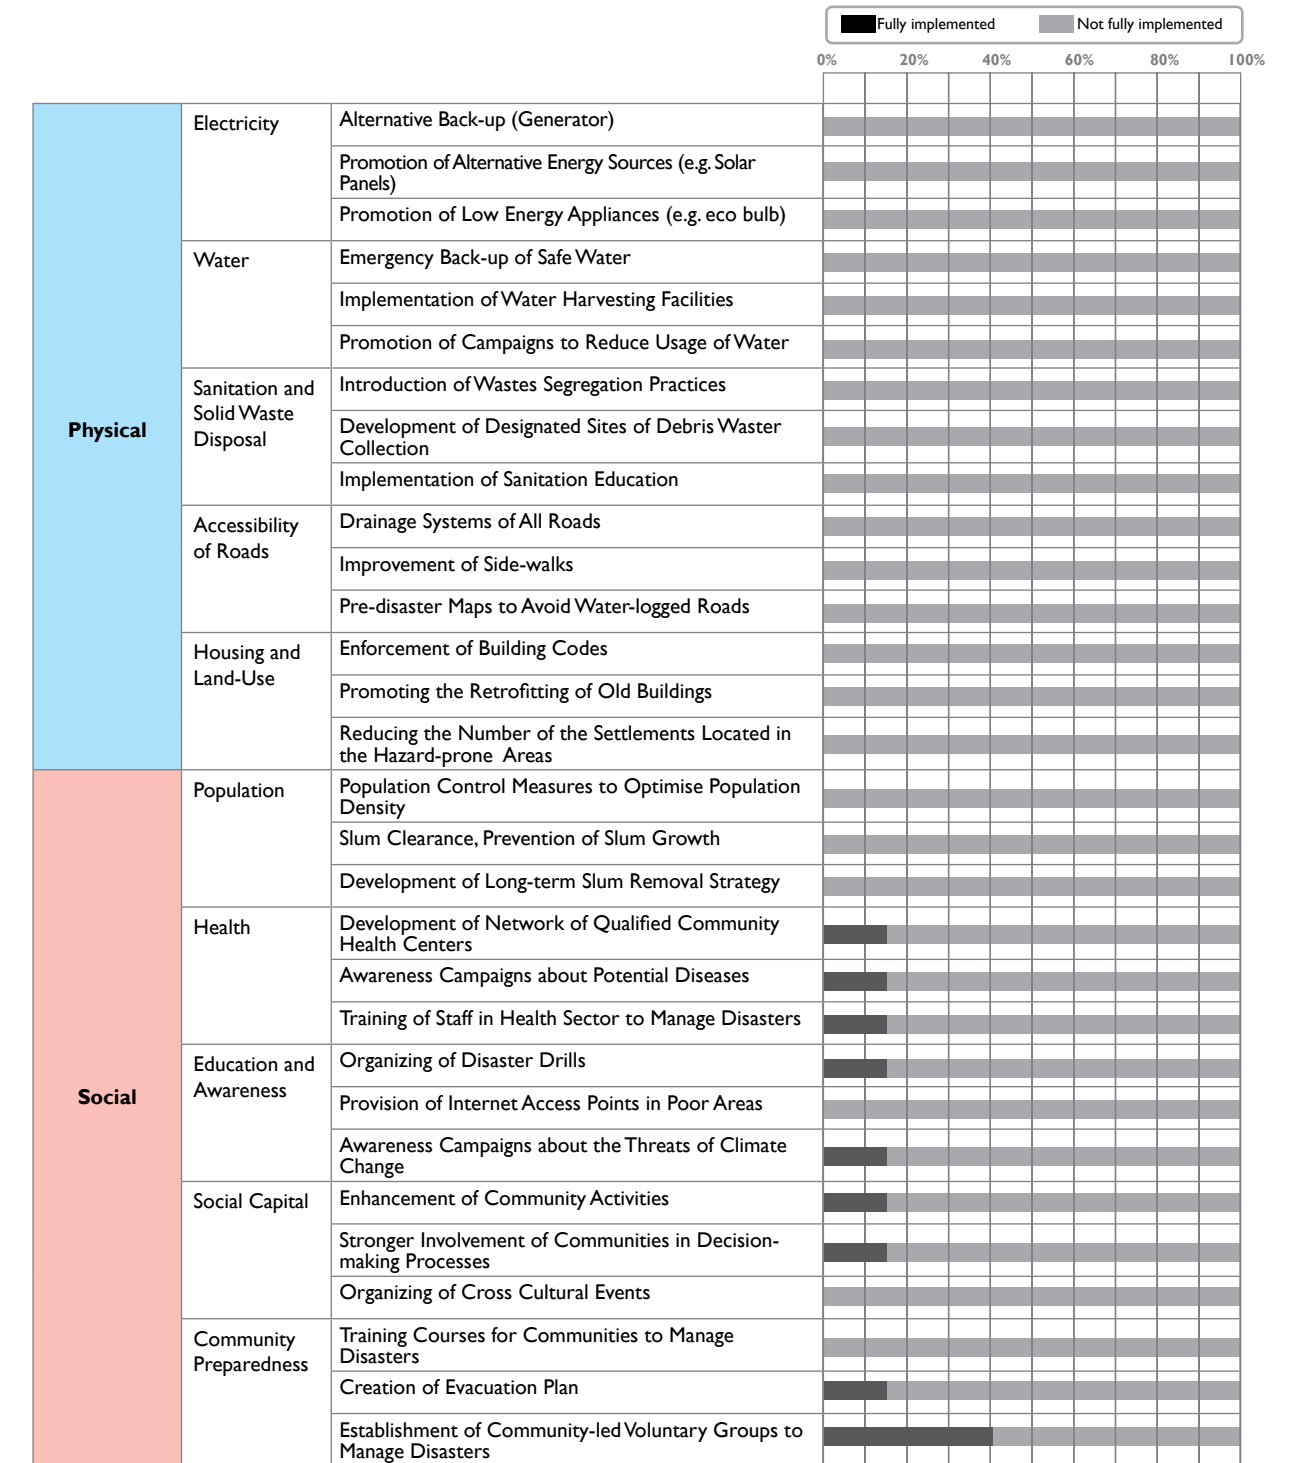 Fully implemented
Not fully implemented
0% 20% 40% 60% 80% 100%
Physical
Electricity
Alternative Back-up (Generator)
Promotion of Alternative Energy Sources (e.g. Solar
Panels)
Promotion of Low Energy Appliances (e.g. eco bulb)
Water
Emergency Back-up of Safe Water
Implementation of Water Harvesting Facilities
Promotion of Campaigns to Reduce Usage of Water
Sanitation and
Solid Waste
Disposal
Introduction of Wastes Segregation Practices
Development of Designated Sites of Debris Waster
Collection
Implementation of Sanitation Education
Accessibility
of Roads
Drainage Systems of All Roads
Improvement of Side-walks
Pre-disaster Maps to Avoid Water-logged Roads
Housing and
Land-Use
Enforcement of Building Codes
Promoting the Retrofitting of Old Buildings
Reducing the Number of the Settlements Located in
the Hazard-prone Areas
Social
Population
Population Control Measures to Optimise Population
Density
Slum Clearance, Prevention of Slum Growth
Development of Long-term Slum Removal Strategy
Health
Development of Network of Qualified Community
Health Centers
Awareness Campaigns about Potential Diseases
Training of Staff in Health Sector to Manage Disasters
Education and
Awareness
Organizing of Disaster Drills
Provision of Internet Access Points in Poor Areas
Awareness Campaigns about the Threats of Climate
Change
Social Capital
Enhancement of Community Activities
Stronger Involvement of Communities in Decision-
making Processes
Organizing of Cross Cultural Events
Community
Preparedness
Training Courses for Communities to Manage
Disasters
Creation of Evacuation Plan
Establishment of Community-led Voluntary Groups to
Manage Disasters